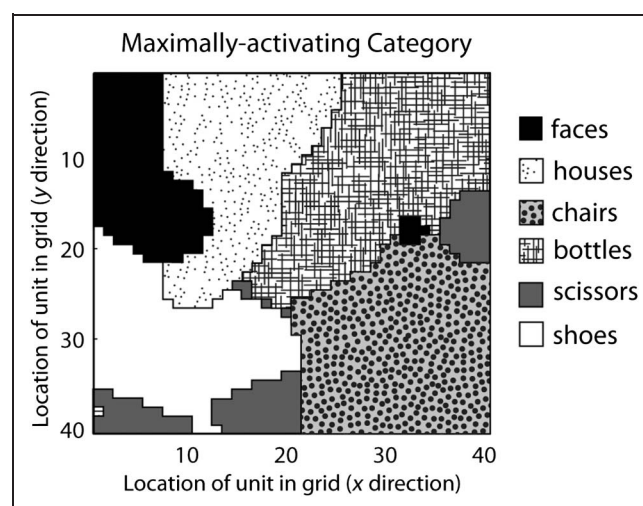 Maximally-activating Category
Location of unit in grid (y direction)
10
20
30
40
10
20
30
40
Location of unit in grid (x direction)
faces
houses
chairs
bottles
scissors
shoes